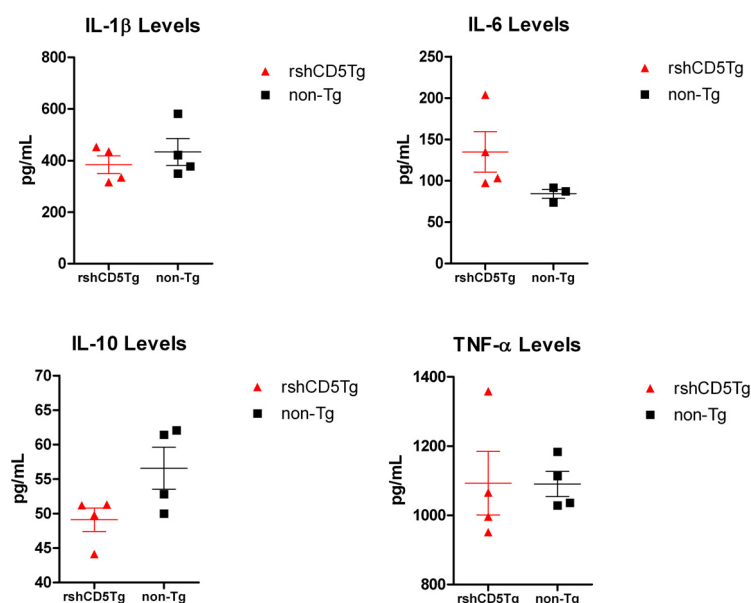 IL-1β Levels
800
600
400
200
0
pg/mL
rshCD5Tg
non-Tg
rshCD5Tg
non-Tg
IL-6 Levels
250
200
150
100
50
0
pg/mL
rshCD5Tg
non-Tg
rshCD5Tg
non-Tg
IL-10 Levels
70
65
60
55
50
45
40
pg/mL
rshCD5Tg
non-Tg
rshCD5Tg
non-Tg
TNF-α Levels
1400
1200
1000
800
pg/mL
rshCD5Tg
non-Tg
rshCD5Tg
non-Tg